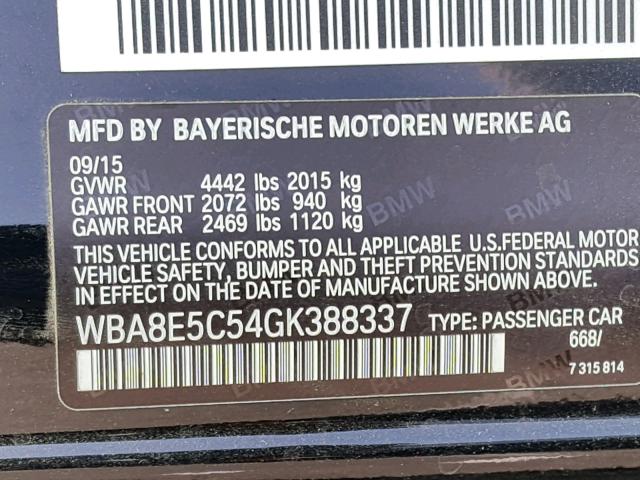 MFD BY BAYERISCHE MOTOREN WERKE AG
09/15
GVWR 4442 lbs 2015 kg
GAWR FRONT 2072 lbs 940 kg
GAWR REAR 2469 lbs 1120 kg
THIS VEHICLE CONFORMS TO ALL APPLICABLE U.S.FEDERAL MOTOR
VEHICLE SAFETY, BUMPER AND THEFT PREVENTION STANDARDS
IN EFFECT ON THE DATE OF MANUFACTURE SHOWN ABOVE.
WBA8E5C54GK388337 TYPE: PASSENGER CAR
668/
7 315 814